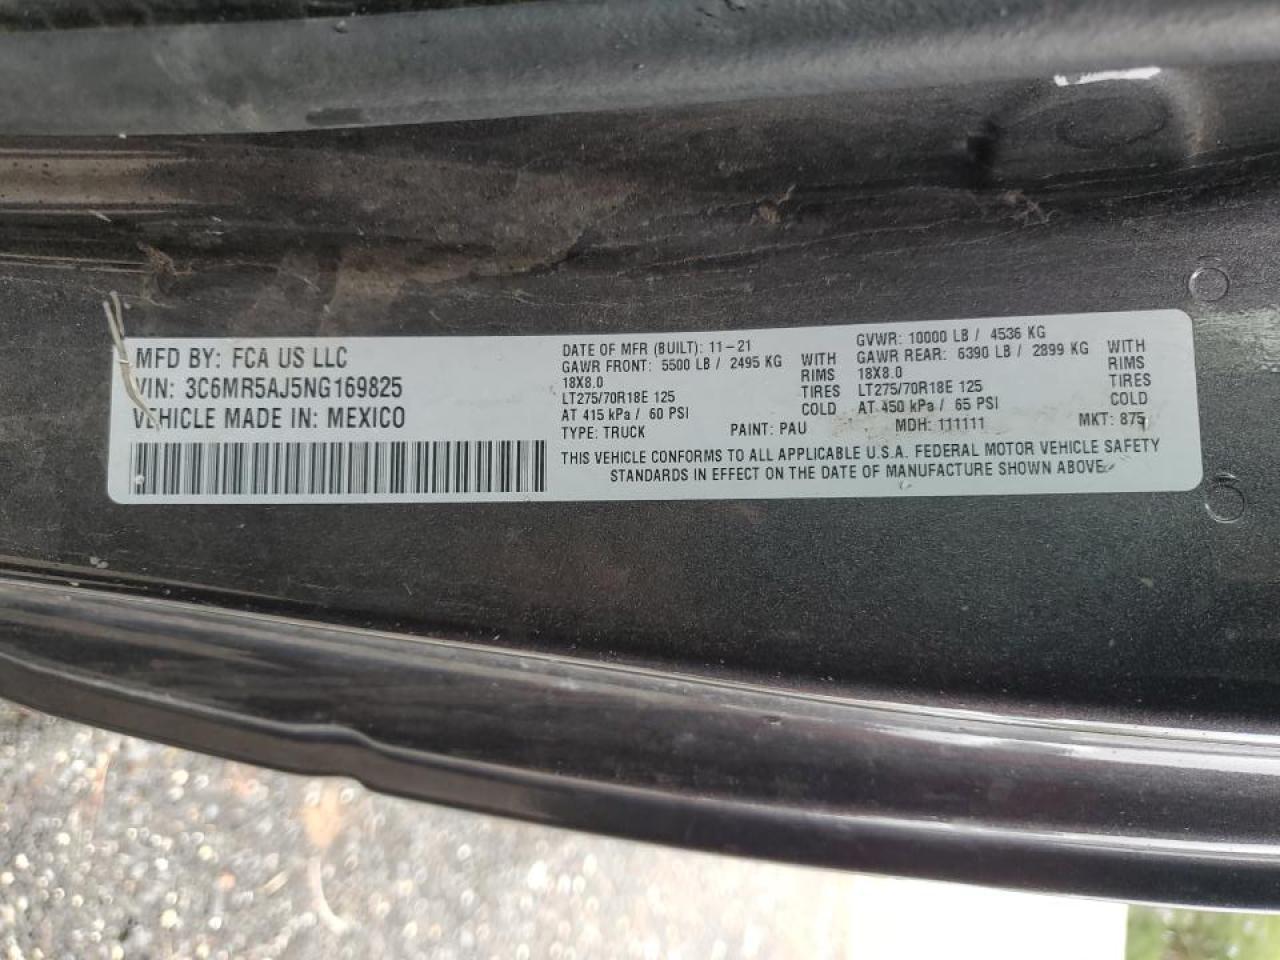 MFD BY: FCA US LLC
VIN: 3C6MR5AJ5NG169825
VEHICLE MADE IN: MEXICO
DATE OF MFR (BUILT): 11-21
GAWR FRONT: 5500 LB / 2495 KG WITH
18X8.0 RIMS
LT275/70R18E 125 TIRES
AT 415 kPa / 60 PSI COLD
TYPE: TRUCK PAINT: PAU
GVWR: 10000 LB / 4536 KG
GAWR REAR: 6390 LB / 2899 KG WITH
18X8.0 RIMS
LT275/70R18E 125 TIRES
AT 450 kPa / 65 PSI COLD
MDH: 111111 MKT: 875
THIS VEHICLE CONFORMS TO ALL APPLICABLE U.S.A. FEDERAL MOTOR VEHICLE SAFETY
STANDARDS IN EFFECT ON THE DATE OF MANUFACTURE SHOWN ABOVE.